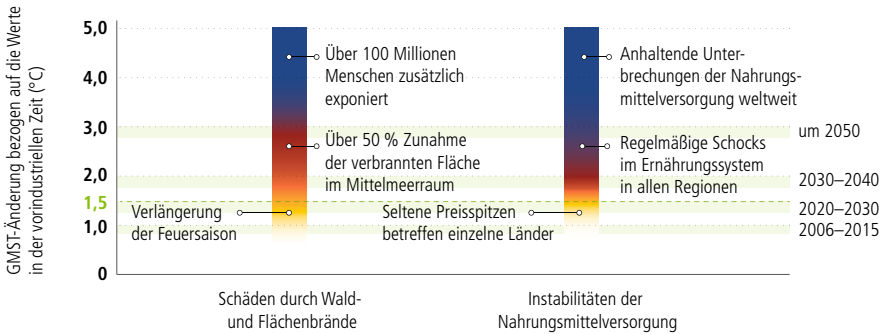 GMST-Änderung bezogen auf die Werte
in der vorindustriellen Zeit (°C)
5,0
4,0
3,0
2,0
1,5
1,0
0
Über 100 Millionen
Menschen zusätzlich
exponiert
Über 50 % Zunahme
der verbrannten Fläche
im Mittelmeerraum
Verlängerung
der Feuersaison
Anhaltende Unter-
brechungen der Nahrungs-
mittelversorgung weltweit
Regelmäßige Schocks
im Ernährungssystem
in allen Regionen
Seltene Preisspitzen
betreffen einzelne Länder
um 2050
2030–2040
2020–2030
2006–2015
Schäden durch Wald-
und Flächenbrände
Instabilitäten der
Nahrungsmittelversorgung